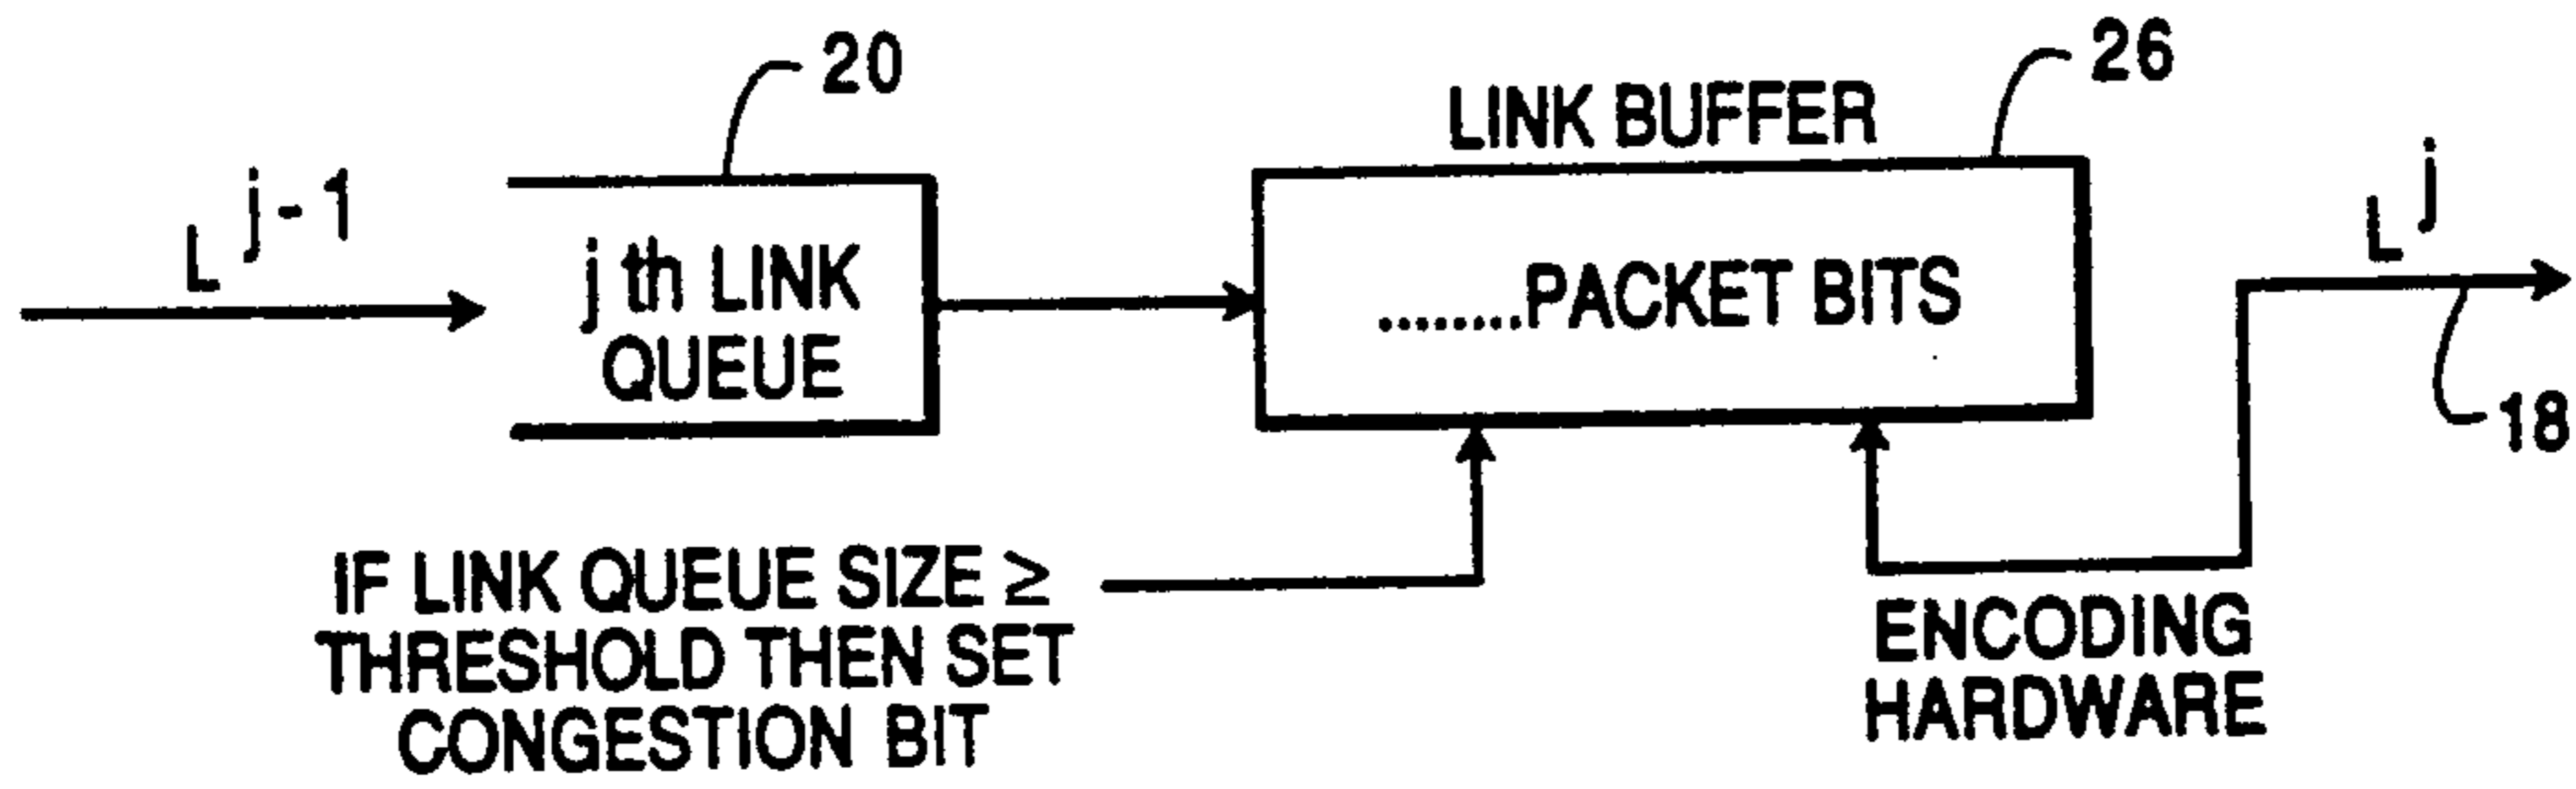 20
26
LINK BUFFER
L j-1
j th LINK
QUEUE
........PACKET BITS
L j
18
IF LINK QUEUE SIZE ≥
THRESHOLD THEN SET
CONGESTION BIT
ENCODING
HARDWARE